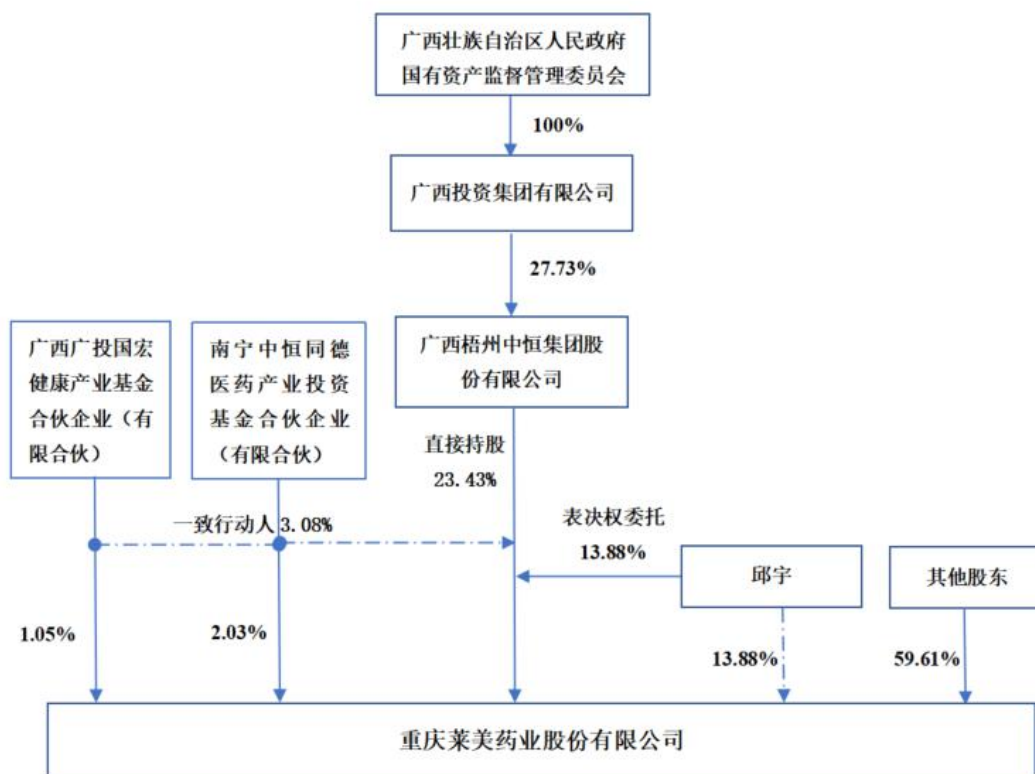 广西壮族自治区人民政府
国有资产监督管理委员会
100%
广西投资集团有限公司
27.73%
广西广投国宏
健康产业基金
合伙企业（有
限合伙）
南宁中恒同德
医药产业投资
基金合伙企业
（有限合伙）
广西梧州中恒集团股
份有限公司
直接持股
23.43%
一致行动人 3.08%
表决权委托
13.88%
邱宇
其他股东
1.05%
2.03%
13.88%
59.61%
重庆莱美药业股份有限公司